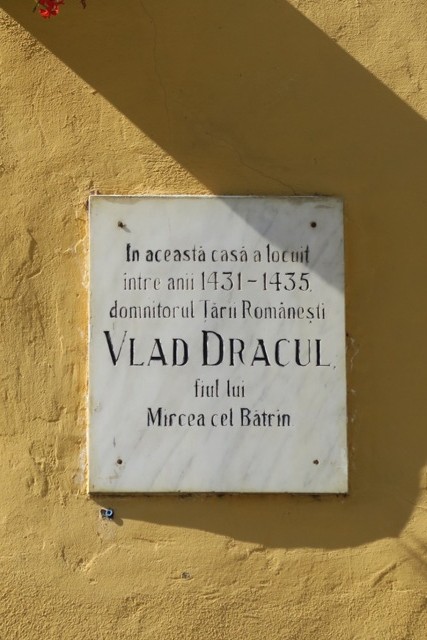 In această casă a locuit
între anii 1431-1435,
domnitorul Țării Românești
VLAD DRACUL,
fiul lui
Mircea cel Bătrîn